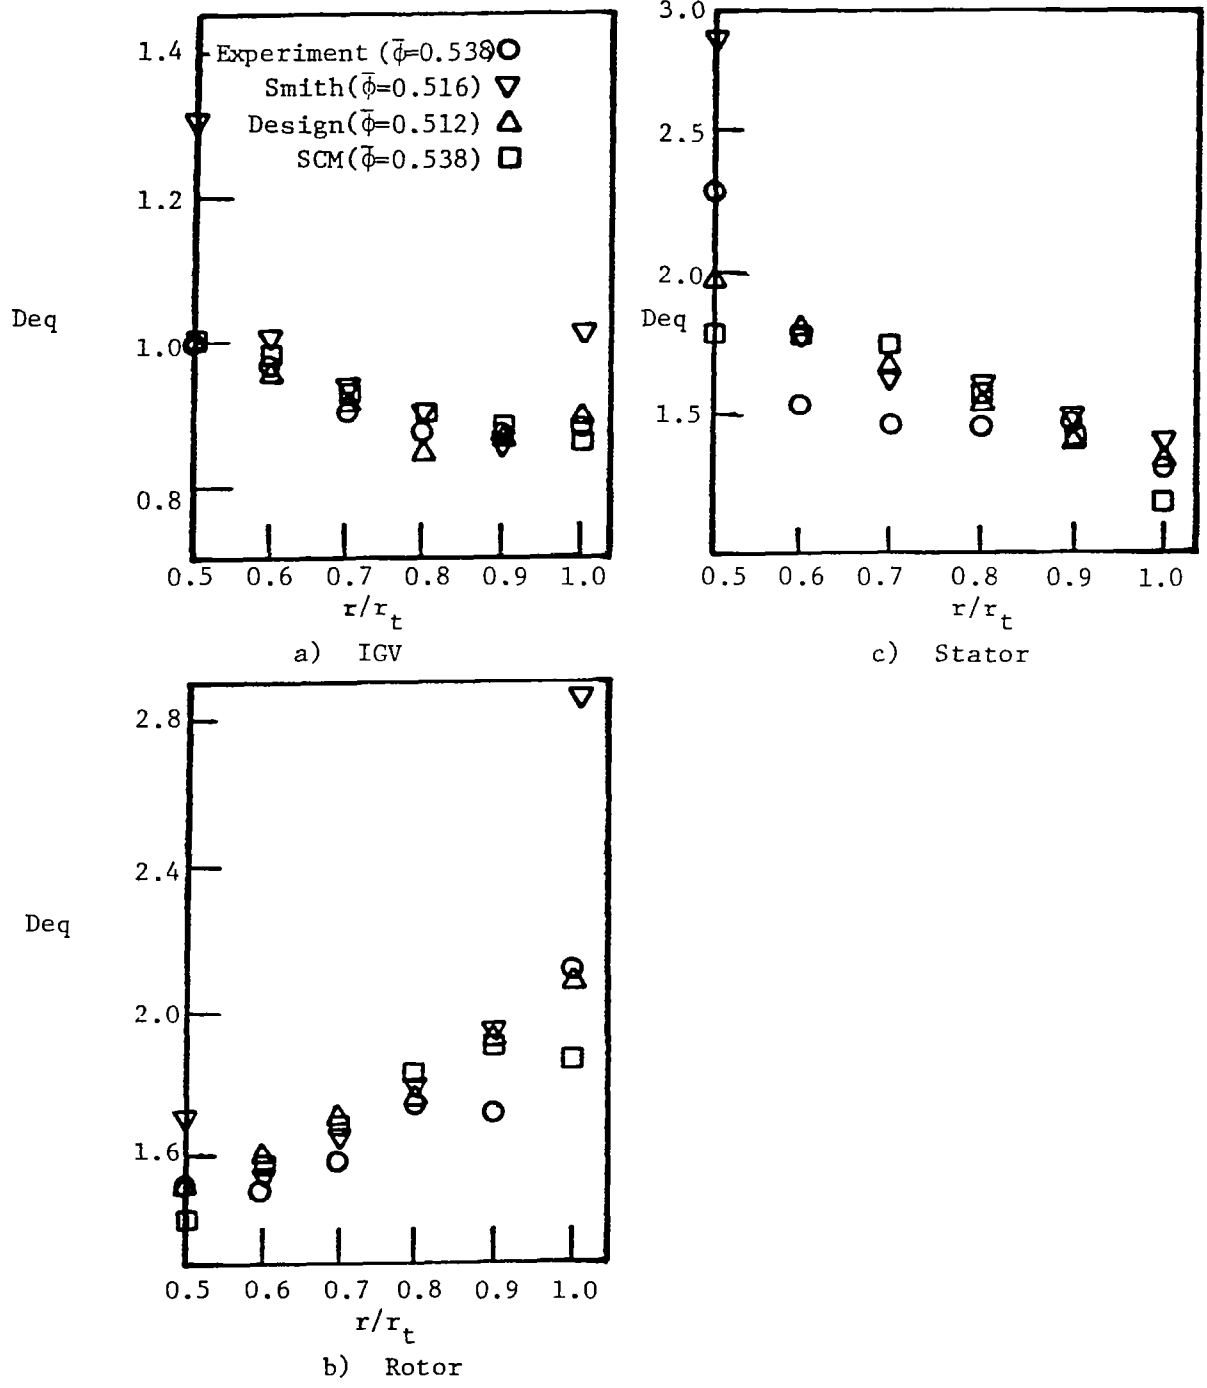 1.4
Experiment (ϕ̄=0.538)
Smith(ϕ̄=0.516)
Design(ϕ̄=0.512)
SCM(ϕ̄=0.538)
1.2
Deq
1.0
0.8
0.5 0.6 0.7 0.8 0.9 1.0
r/r_t
a) IGV
3.0
2.5
2.0
Deq
1.5
0.5 0.6 0.7 0.8 0.9 1.0
r/r_t
c) Stator
2.8
2.4
Deq
2.0
1.6
0.5 0.6 0.7 0.8 0.9 1.0
r/r_t
b) Rotor